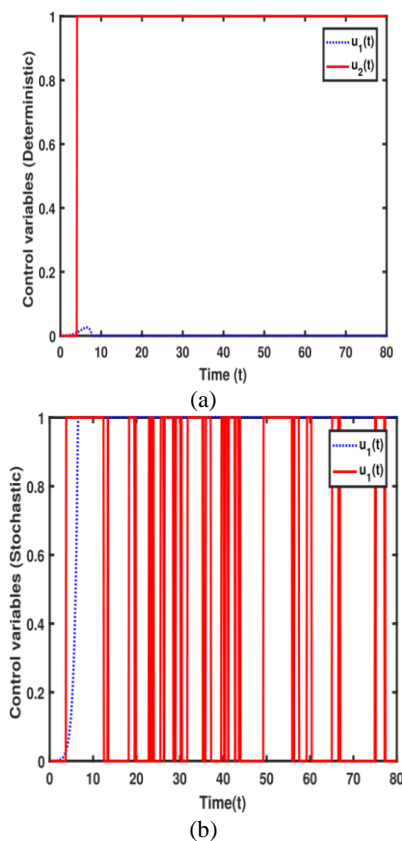 Control variables (Deterministic)
1
0.8
0.6
0.4
0.2
0
u1(t)
u2(t)
0 10 20 30 40 50 60 70 80
Time (t)
(a)
Control variables (Stochastic)
1
0.8
0.6
0.4
0.2
0
u1(t)
u1(t)
0 10 20 30 40 50 60 70 80
Time(t)
(b)